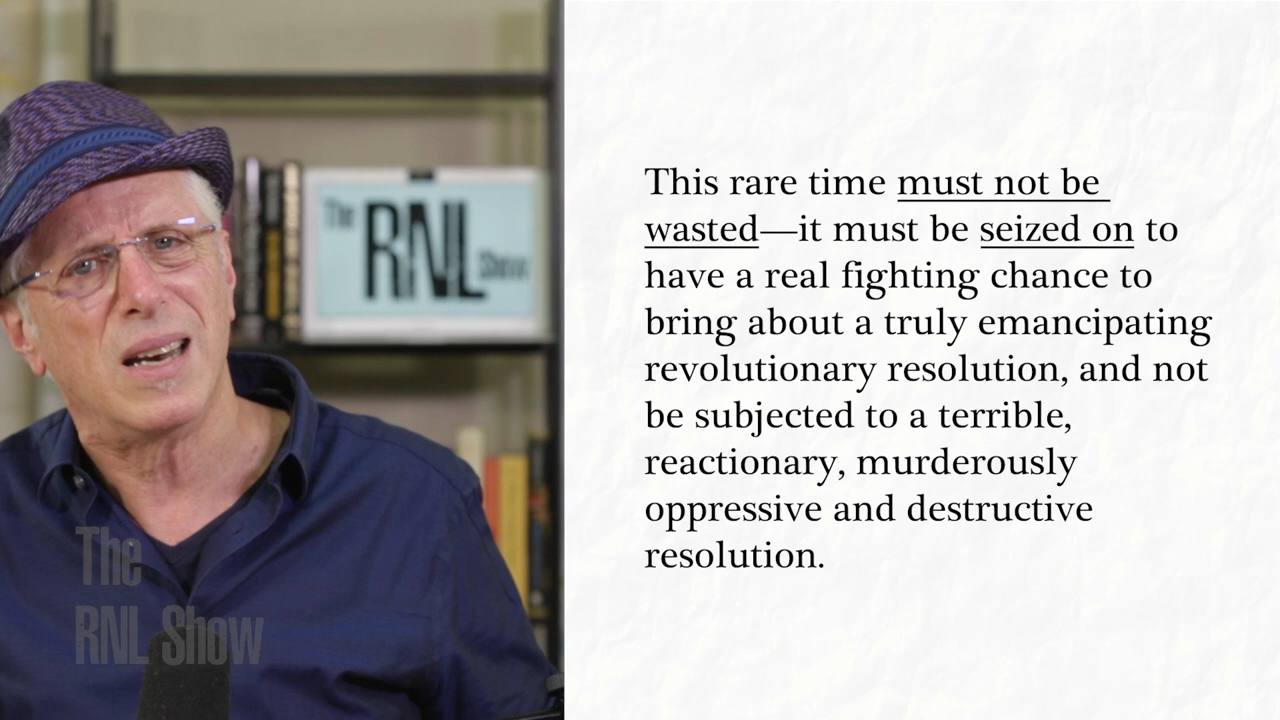 The
RNL Show
The
RNL Show
This rare time must not be
wasted—it must be seized on to
have a real fighting chance to
bring about a truly emancipating
revolutionary resolution, and not
be subjected to a terrible,
reactionary, murderously
oppressive and destructive
resolution.